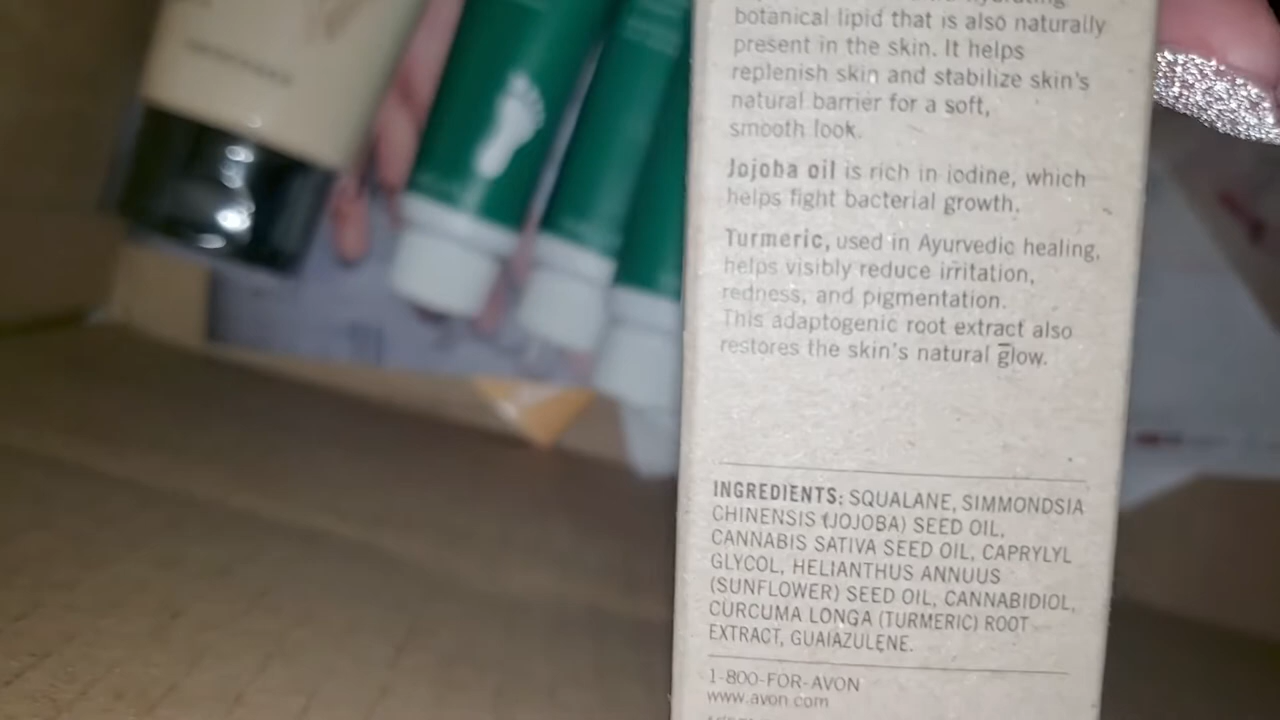 botanical lipid that is also naturally
present in the skin. It helps
replenish skin and stabilize skin's
natural barrier for a soft,
smooth look.
Jojoba oil is rich in iodine, which
helps fight bacterial growth.
Turmeric, used in Ayurvedic healing,
helps visibly reduce irritation,
redness, and pigmentation.
This adaptogenic root extract also
restores the skin's natural glow.
INGREDIENTS: SQUALANE, SIMMONDSIA
CHINENSIS (JOJOBA) SEED OIL,
CANNABIS SATIVA SEED OIL, CAPRYLYL
GLYCOL, HELIANTHUS ANNUUS
(SUNFLOWER) SEED OIL, CANNABIDIOL,
CURCUMA LONGA (TURMERIC) ROOT
EXTRACT, GUAIAZULENE.
1-800-FOR-AVON
www.avon.com